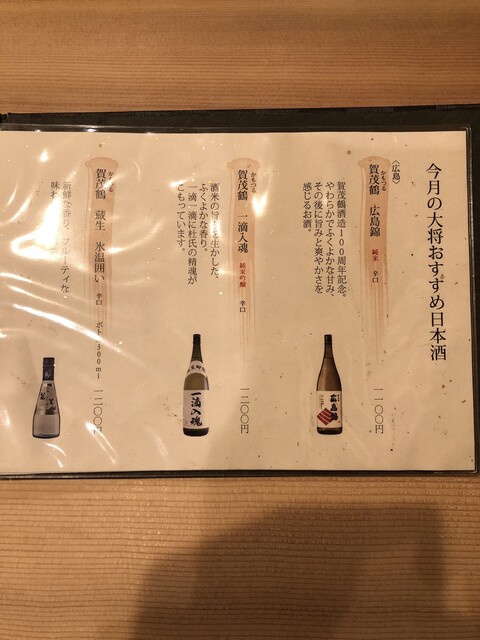 今月の大将おすすめ日本酒
〈広島〉
かもつる
賀茂鶴 広島錦 純米 辛口
賀茂鶴酒造100周年記念。
やわらかでふくよかな甘み、
その後に旨みと爽やかさを
感じるお酒。
一一〇〇円
広島錦
かもつる
賀茂鶴 一滴入魂 純米吟醸 辛口
酒米の旨 を生かした、
ふくよかな香り。
一滴一滴に杜氏の精魂が
こもっています。
一二〇〇円
一滴入魂
かもつる
賀茂鶴 蔵生 氷温囲い 辛口 ボト 300ml
新鮮な香り、フルーティな
味わ
一二〇〇円